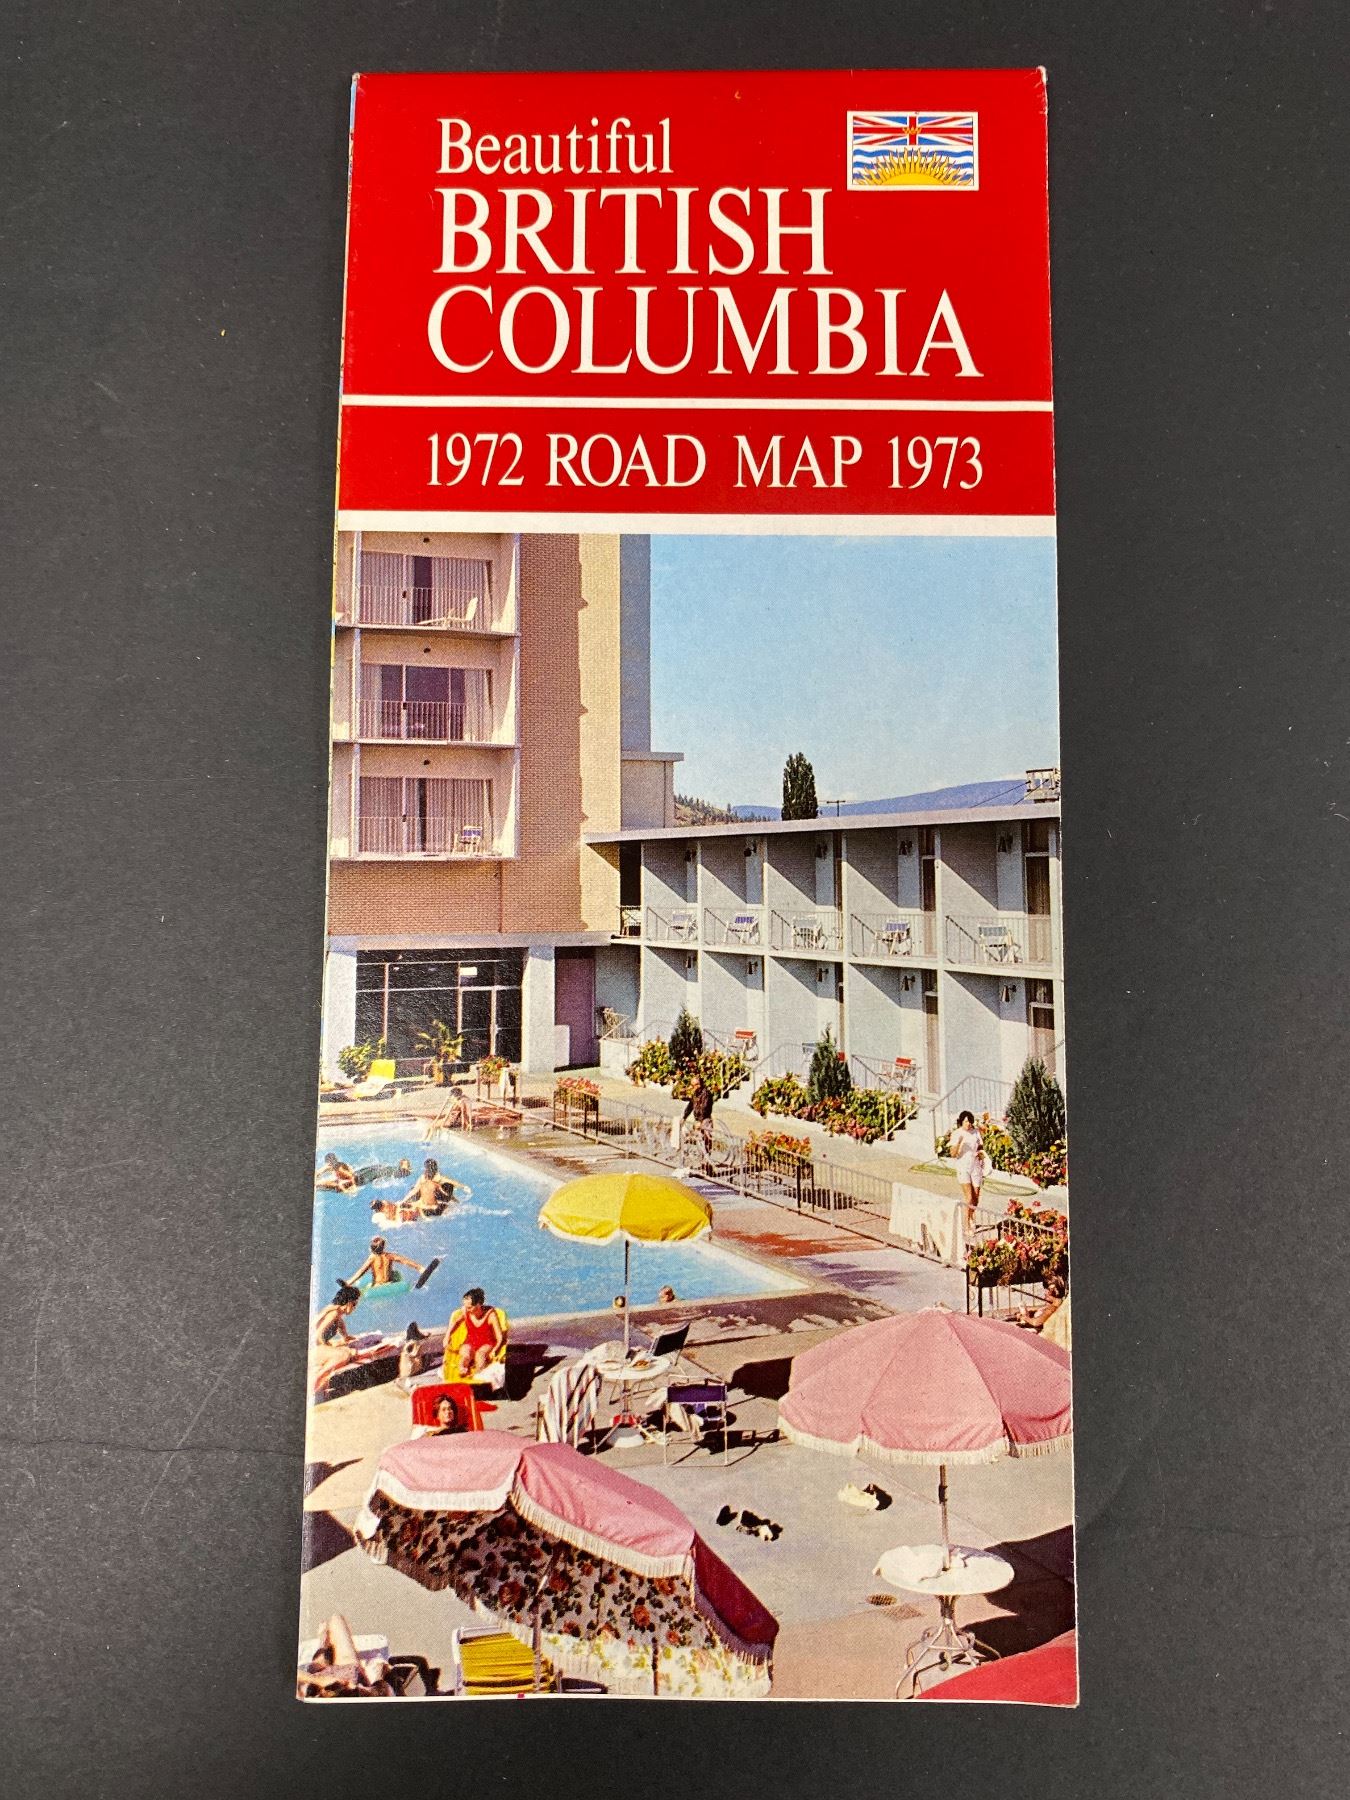 Beautiful
BRITISH
COLUMBIA
1972 ROAD MAP 1973